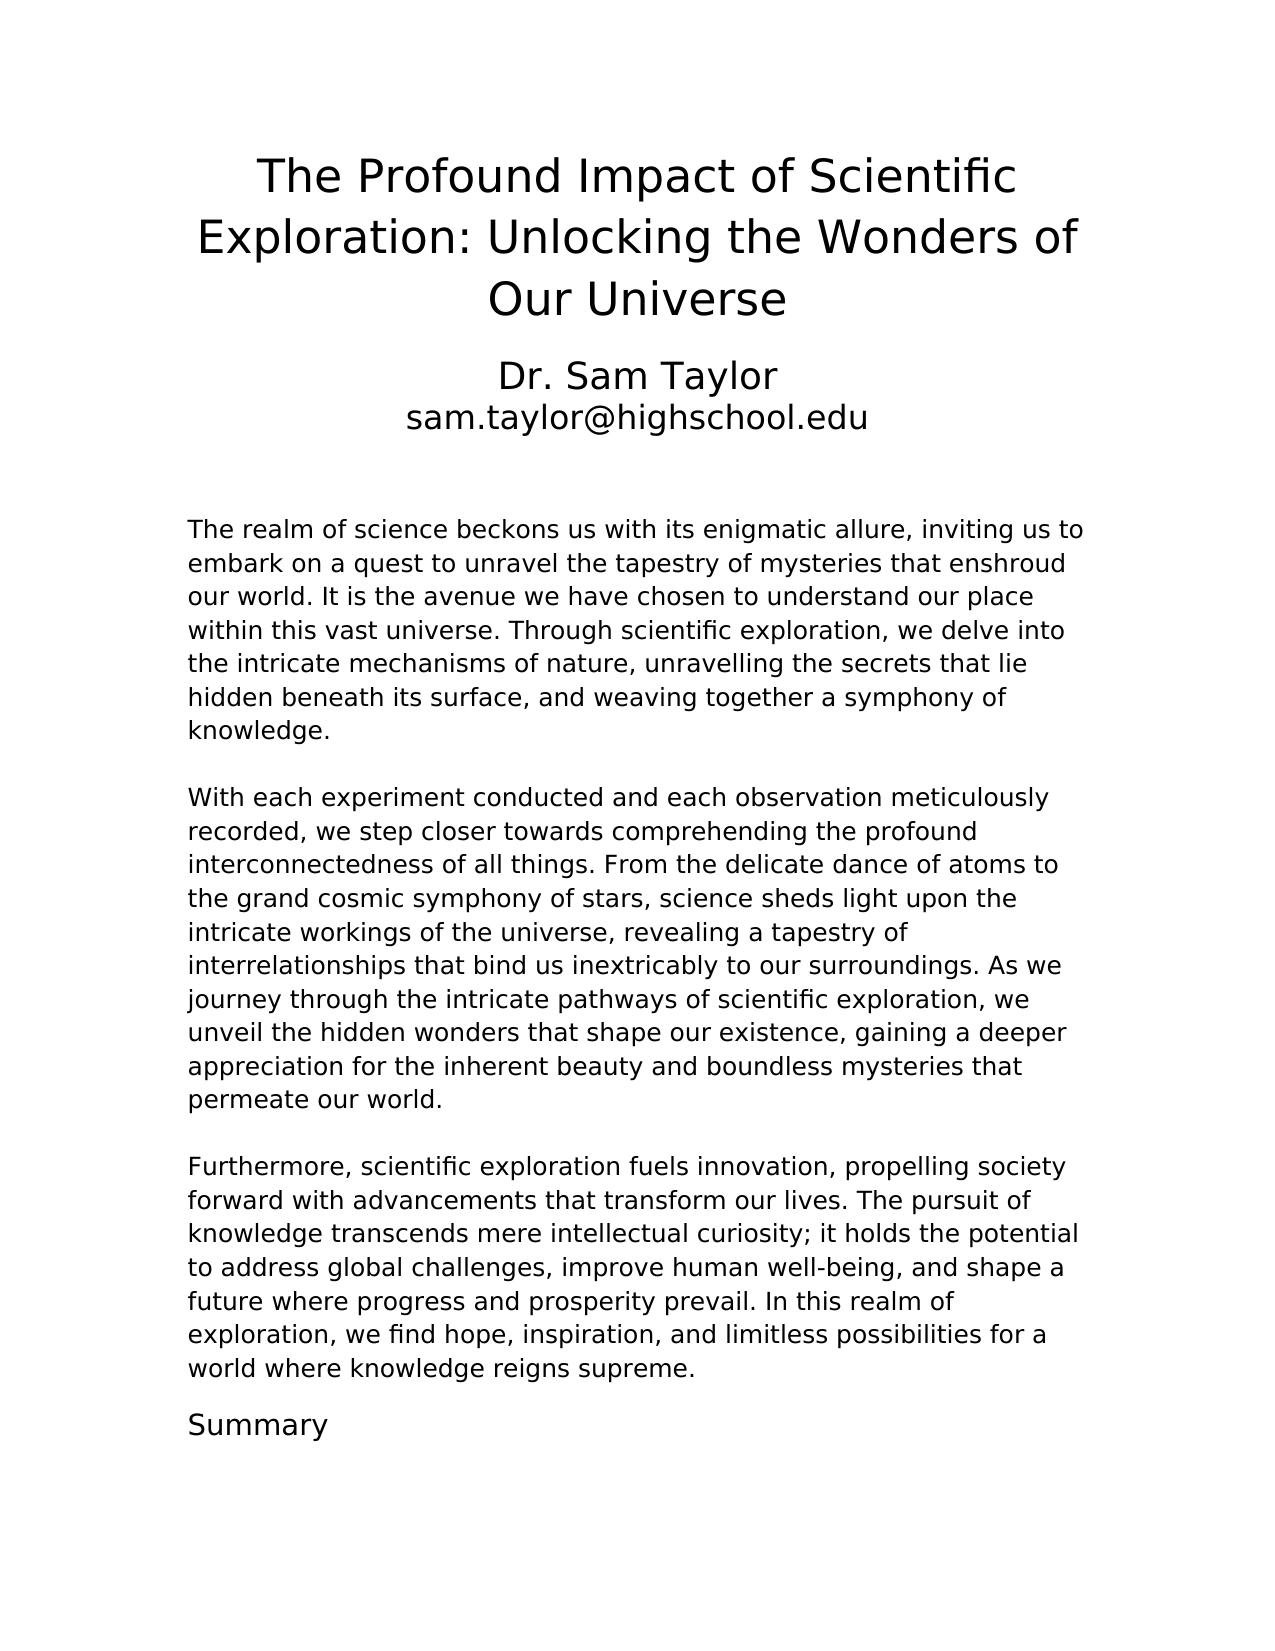 The Profound Impact of Scientific
Exploration: Unlocking the Wonders of
Our Universe
Dr. Sam Taylor
sam.taylor@highschool.edu
The realm of science beckons us with its enigmatic allure, inviting us to
embark on a quest to unravel the tapestry of mysteries that enshroud
our world. It is the avenue we have chosen to understand our place
within this vast universe. Through scientific exploration, we delve into
the intricate mechanisms of nature, unravelling the secrets that lie
hidden beneath its surface, and weaving together a symphony of
knowledge.
With each experiment conducted and each observation meticulously
recorded, we step closer towards comprehending the profound
interconnectedness of all things. From the delicate dance of atoms to
the grand cosmic symphony of stars, science sheds light upon the
intricate workings of the universe, revealing a tapestry of
interrelationships that bind us inextricably to our surroundings. As we
journey through the intricate pathways of scientific exploration, we
unveil the hidden wonders that shape our existence, gaining a deeper
appreciation for the inherent beauty and boundless mysteries that
permeate our world.
Furthermore, scientific exploration fuels innovation, propelling society
forward with advancements that transform our lives. The pursuit of
knowledge transcends mere intellectual curiosity; it holds the potential
to address global challenges, improve human well-being, and shape a
future where progress and prosperity prevail. In this realm of
exploration, we find hope, inspiration, and limitless possibilities for a
world where knowledge reigns supreme.
Summary